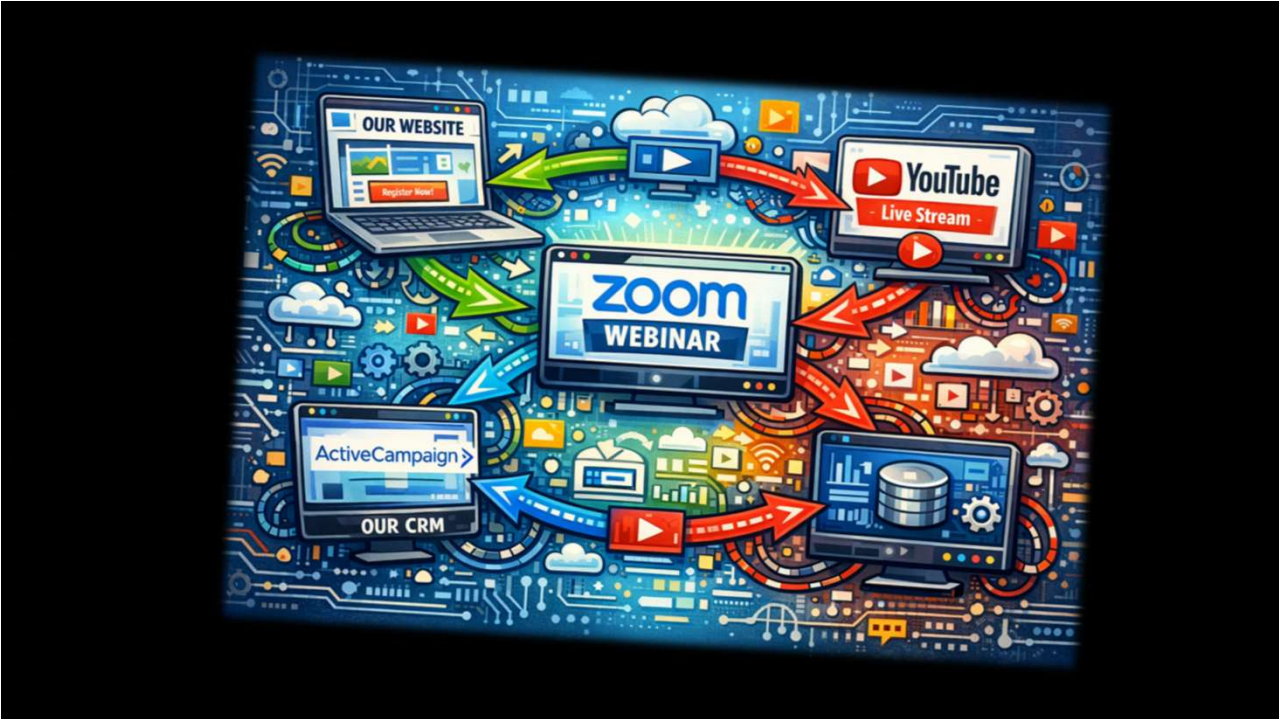 OUR WEBSITE
Register Now!
YouTube
- Live Stream -
zoom
WEBINAR
ActiveCampaign >
OUR CRM